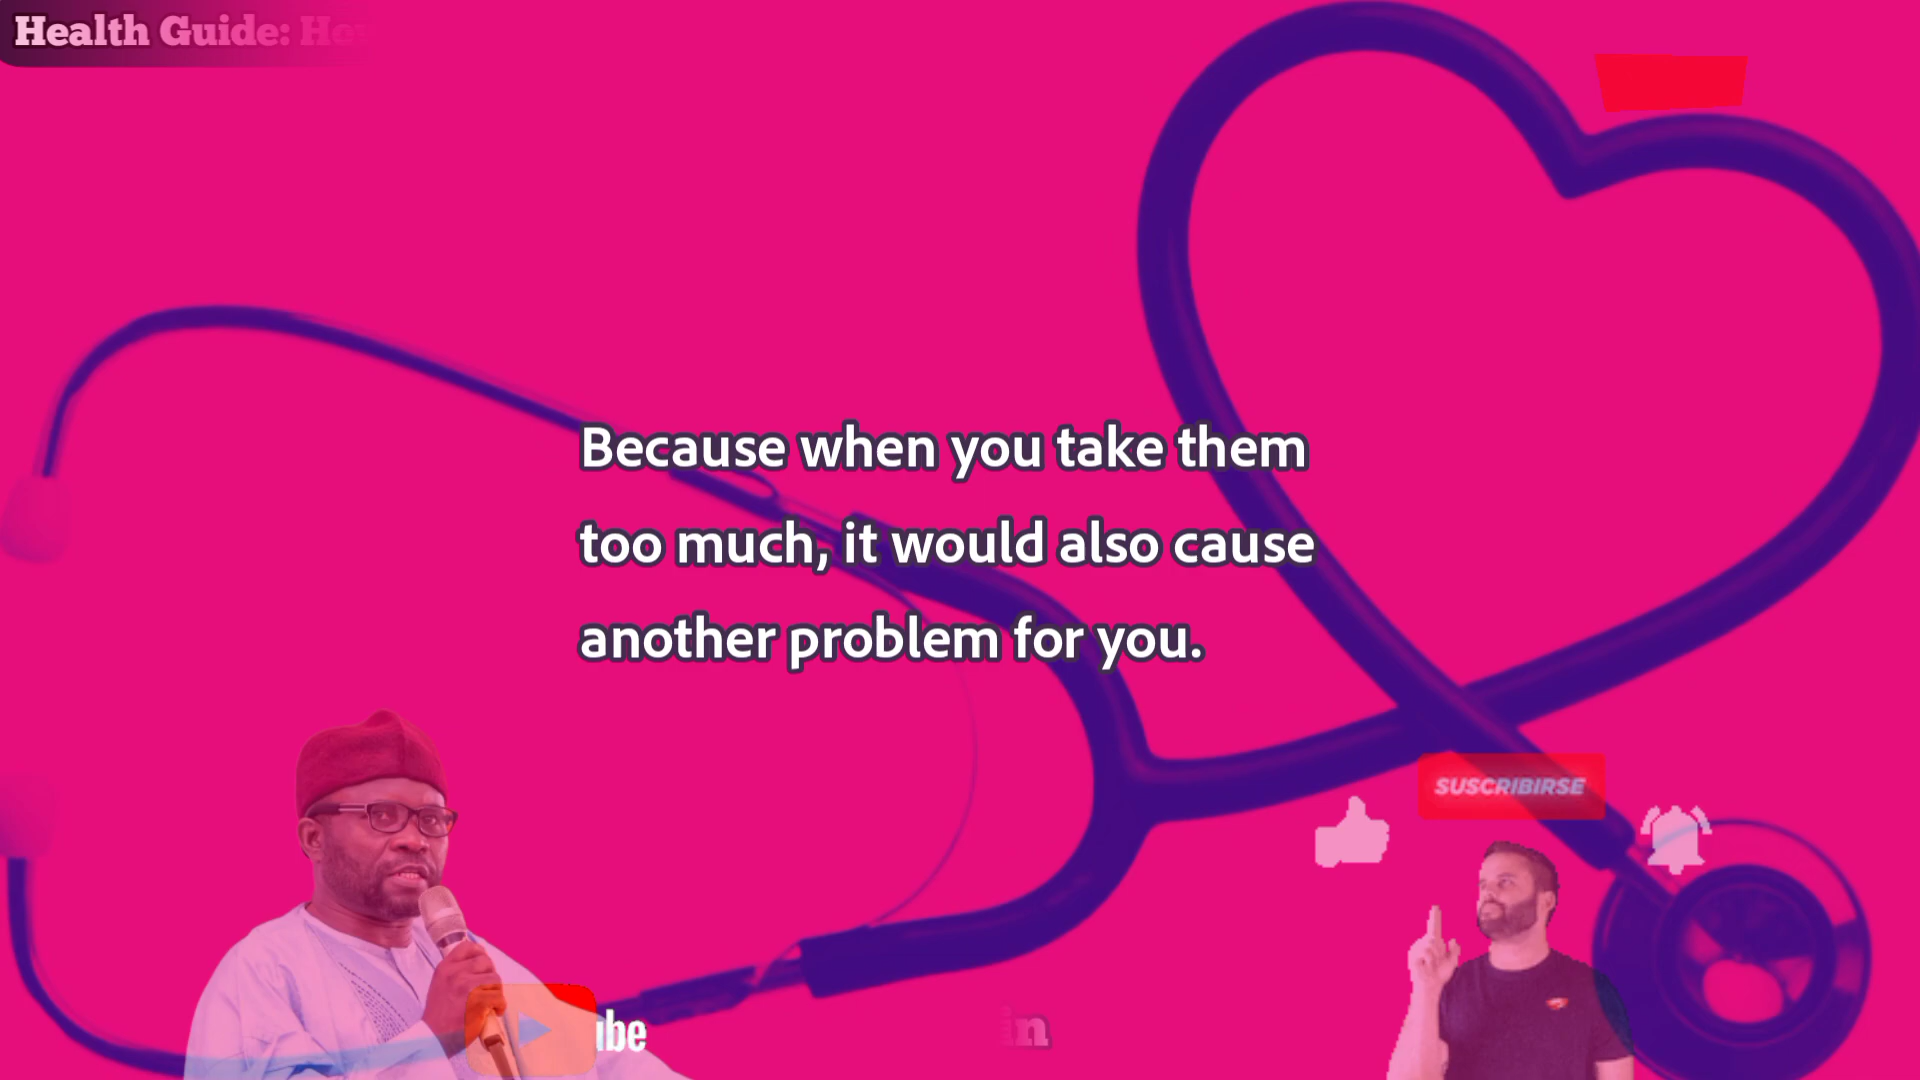 Health Guide:
Because when you take them
too much, it would also cause
another problem for you.
SUSCRIBIRSE